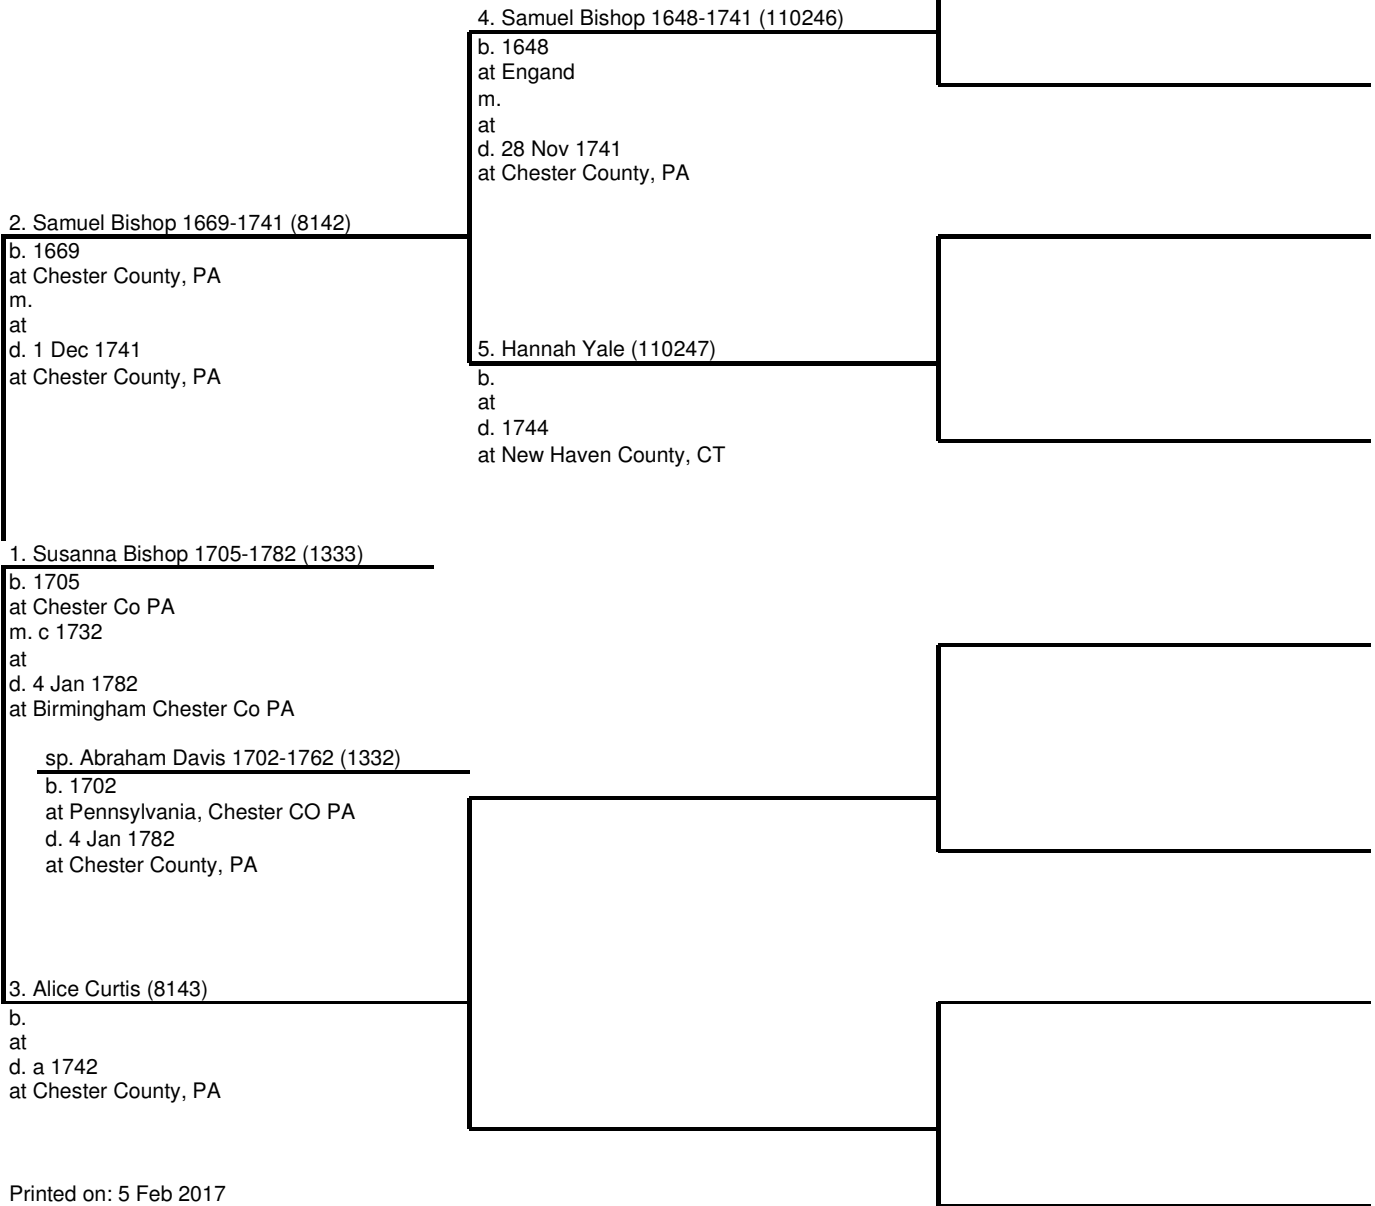 4. Samuel Bishop 1648-1741 (110246)
b. 1648
at Engand
m.
at
d. 28 Nov 1741
at Chester County, PA
2. Samuel Bishop 1669-1741 (8142)
b. 1669
at Chester County, PA
m.
at
d. 1 Dec 1741
at Chester County, PA
5. Hannah Yale (110247)
b.
at
d. 1744
at New Haven County, CT
1. Susanna Bishop 1705-1782 (1333)
b. 1705
at Chester Co PA
m. c 1732
at
d. 4 Jan 1782
at Birmingham Chester Co PA
sp. Abraham Davis 1702-1762 (1332)
b. 1702
at Pennsylvania, Chester CO PA
d. 4 Jan 1782
at Chester County, PA
3. Alice Curtis (8143)
b.
at
d. a 1742
at Chester County, PA
Printed on: 5 Feb 2017